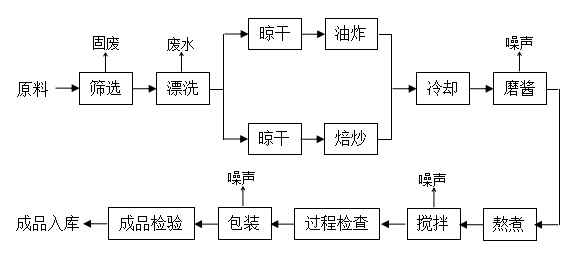 晾干
油炸
固废
废水
噪声
原料
筛选
漂洗
冷却
磨酱
晾干
焙炒
噪声
噪声
成品入库
成品检验
包装
过程检查
搅拌
熬煮